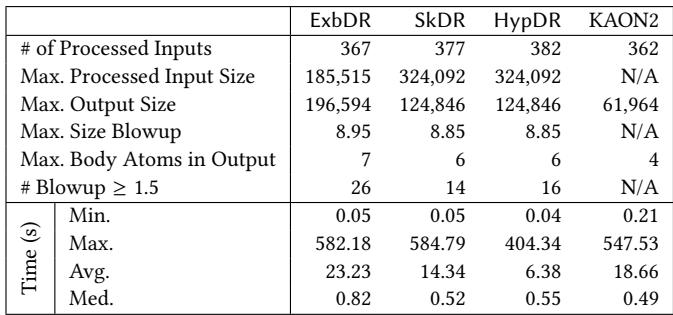 ExbDR SkDR HypDR KAON2
# of Processed Inputs 367 377 382 362
Max. Processed Input Size 185,515 324,092 324,092 N/A
Max. Output Size 196,594 124,846 124,846 61,964
Max. Size Blowup 8.95 8.85 8.85 N/A
Max. Body Atoms in Output 7 6 6 4
# Blowup ≥ 1.5 26 14 16 N/A
Time (s)
Min. 0.05 0.05 0.04 0.21
Max. 582.18 584.79 404.34 547.53
Avg. 23.23 14.34 6.38 18.66
Med. 0.82 0.52 0.55 0.49